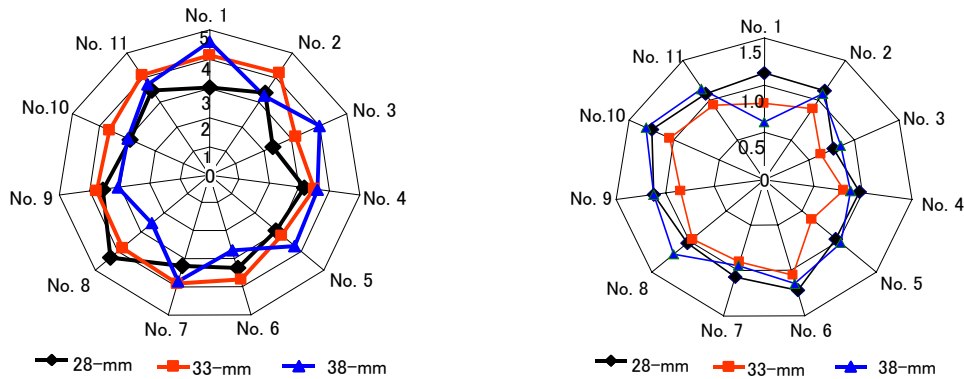 No. 1
No. 2
No. 3
No. 4
No. 5
No. 6
No. 7
No. 8
No. 9
No.10
No. 11
5
4
3
2
1
0
28-mm 33-mm 38-mm
No. 1
No. 2
No. 3
No. 4
No. 5
No. 6
No. 7
No. 8
No. 9
No.10
No. 11
1.5
1.0
0.5
0
28-mm 33-mm 38-mm